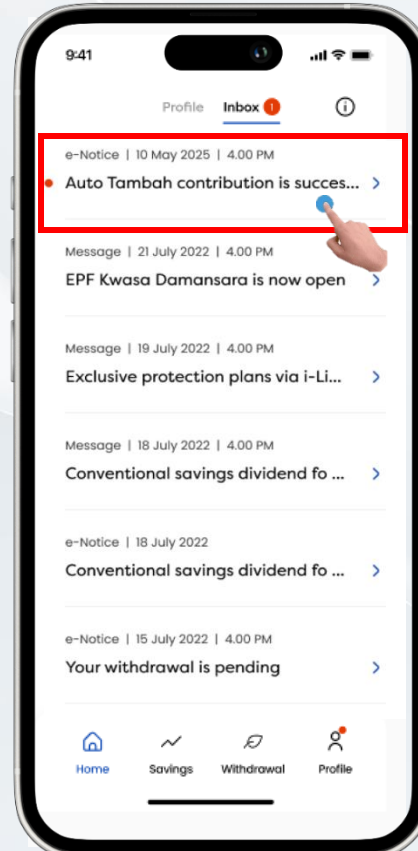 9:41
Profile Inbox 1
e-Notice | 10 May 2025 | 4.00 PM
Auto Tambah contribution is succes...
Message | 21 July 2022 | 4.00 PM
EPF Kwasa Damansara is now open
Message | 19 July 2022 | 4.00 PM
Exclusive protection plans via i-Li...
Message | 18 July 2022 | 4.00 PM
Conventional savings dividend fo ...
e-Notice | 18 July 2022
Conventional savings dividend fo ...
e-Notice | 15 July 2022 | 4.00 PM
Your withdrawal is pending
Home Savings Withdrawal Profile